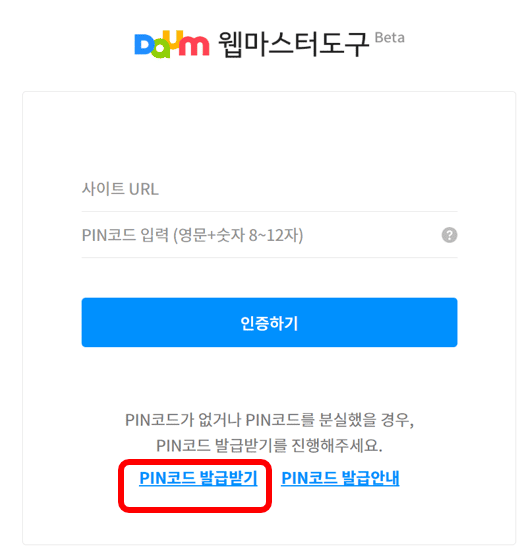 Daum 웹마스터도구 Beta
사이트 URL
PIN코드 입력 (영문+숫자 8~12자)
?
인증하기
PIN코드가 없거나 PIN코드를 분실했을 경우,
PIN코드 발급받기를 진행해주세요.
PIN코드 발급받기 PIN코드 발급안내